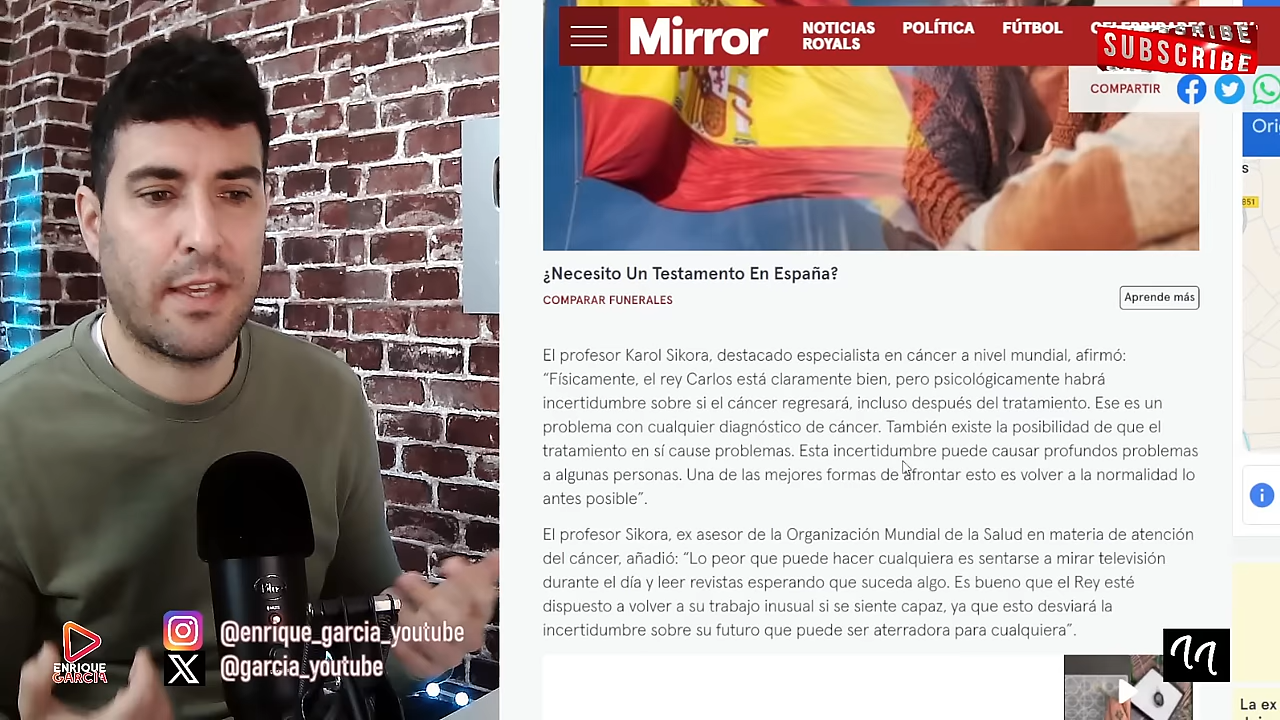 Mirror
NOTICIAS
ROYALS
POLÍTICA
FÚTBOL
SUBSCRIBE
COMPARTIR
Ori
S
851
¿Necesito Un Testamento En España?
COMPARAR FUNERALES
Aprende más
El profesor Karol Sikora, destacado especialista en cáncer a nivel mundial, afirmó:
“Físicamente, el rey Carlos está claramente bien, pero psicológicamente habrá
incertidumbre sobre si el cáncer regresará, incluso después del tratamiento. Ese es un
problema con cualquier diagnóstico de cáncer. También existe la posibilidad de que el
tratamiento en sí cause problemas. Esta incertidumbre puede causar profundos problemas
a algunas personas. Una de las mejores formas de afrontar esto es volver a la normalidad lo
antes posible”.
El profesor Sikora, ex asesor de la Organización Mundial de la Salud en materia de atención
del cáncer, añadió: “Lo peor que puede hacer cualquiera es sentarse a mirar televisión
durante el día y leer revistas esperando que suceda algo. Es bueno que el Rey esté
dispuesto a volver a su trabajo inusual si se siente capaz, ya que esto desviará la
incertidumbre sobre su futuro que puede ser aterradora para cualquiera”.
La ex
ENRIQUE
GARCIA
@enrique_garcia_youtube
@garcia_youtube